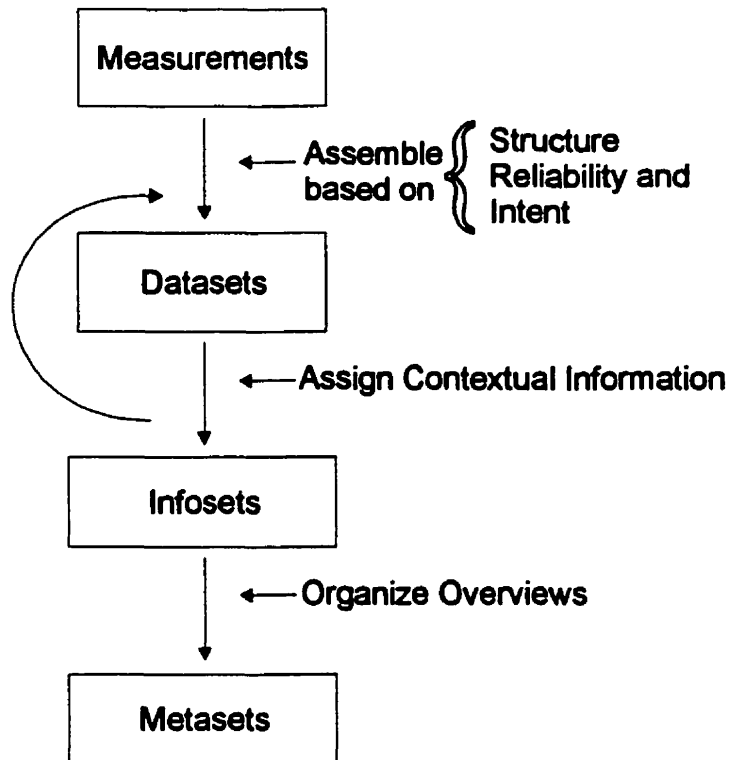 Measurements
Assemble
based on
Structure
Reliability and
Intent
Datasets
Assign Contextual Information
Infosets
Organize Overviews
Metasets